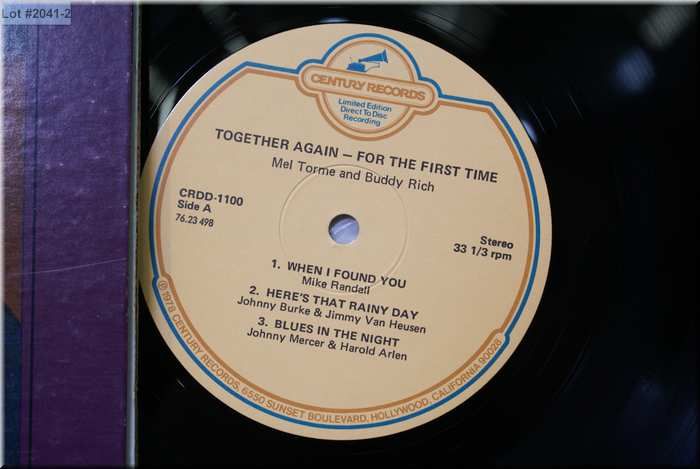 Lot #2041-2
CENTURY RECORDS
Limited Edition
Direct To Disc
Recording
TOGETHER AGAIN – FOR THE FIRST TIME
Mel Torme and Buddy Rich
CRDD-1100
Side A
76.23 498
Stereo
33 1/3 rpm
1. WHEN I FOUND YOU
Mike Randall
2. HERE'S THAT RAINY DAY
Johnny Burke & Jimmy Van Heusen
3. BLUES IN THE NIGHT
Johnny Mercer & Harold Arlen
℗ 1978 CENTURY RECORDS, 6550 SUNSET BOULEVARD, HOLLYWOOD, CALIFORNIA 90028